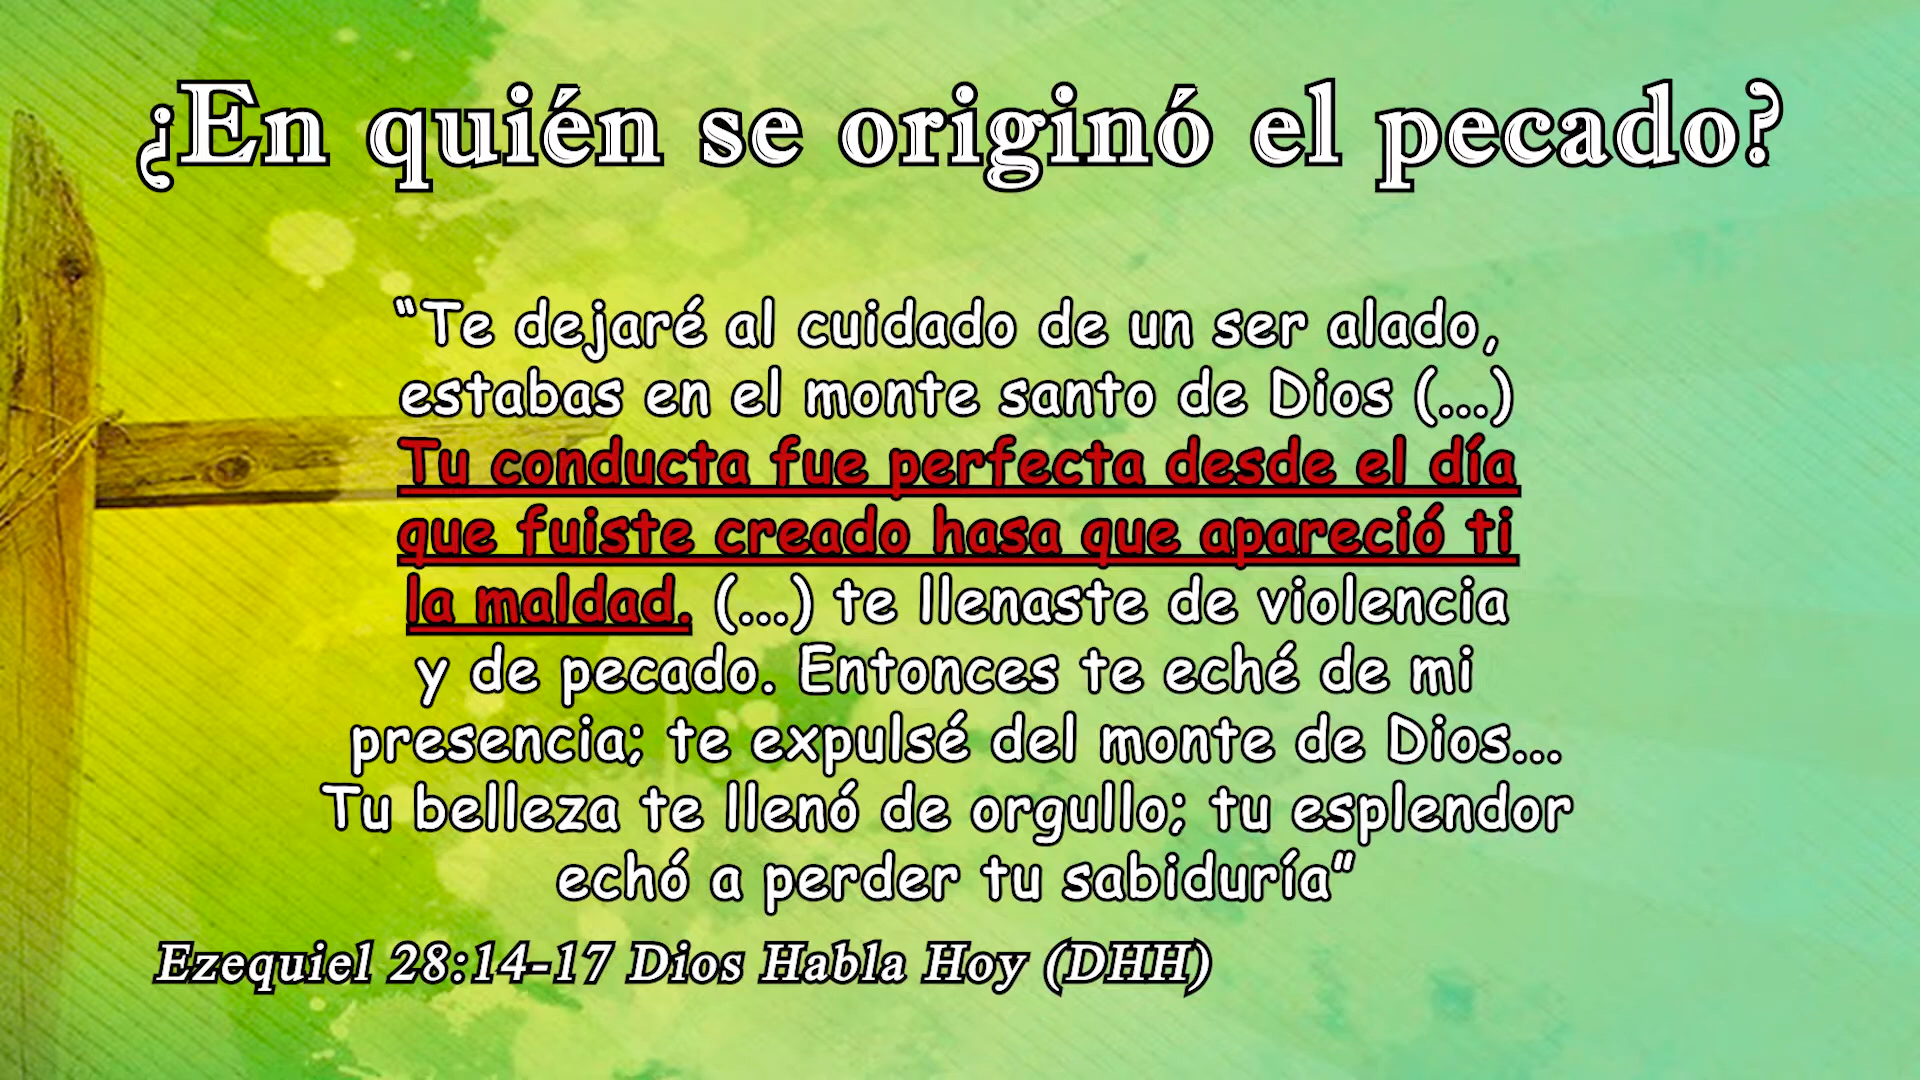 ¿En quién se originó el pecado?
“Te dejaré al cuidado de un ser alado,
estabas en el monte santo de Dios (...)
Tu conducta fue perfecta desde el día
que fuiste creado hasa que apareció ti
la maldad. (...) te llenaste de violencia
y de pecado. Entonces te eché de mi
presencia; te expulsé del monte de Dios...
Tu belleza te llenó de orgullo; tu esplendor
echó a perder tu sabiduría”
Ezequiel 28:14-17 Dios Habla Hoy (DHH)